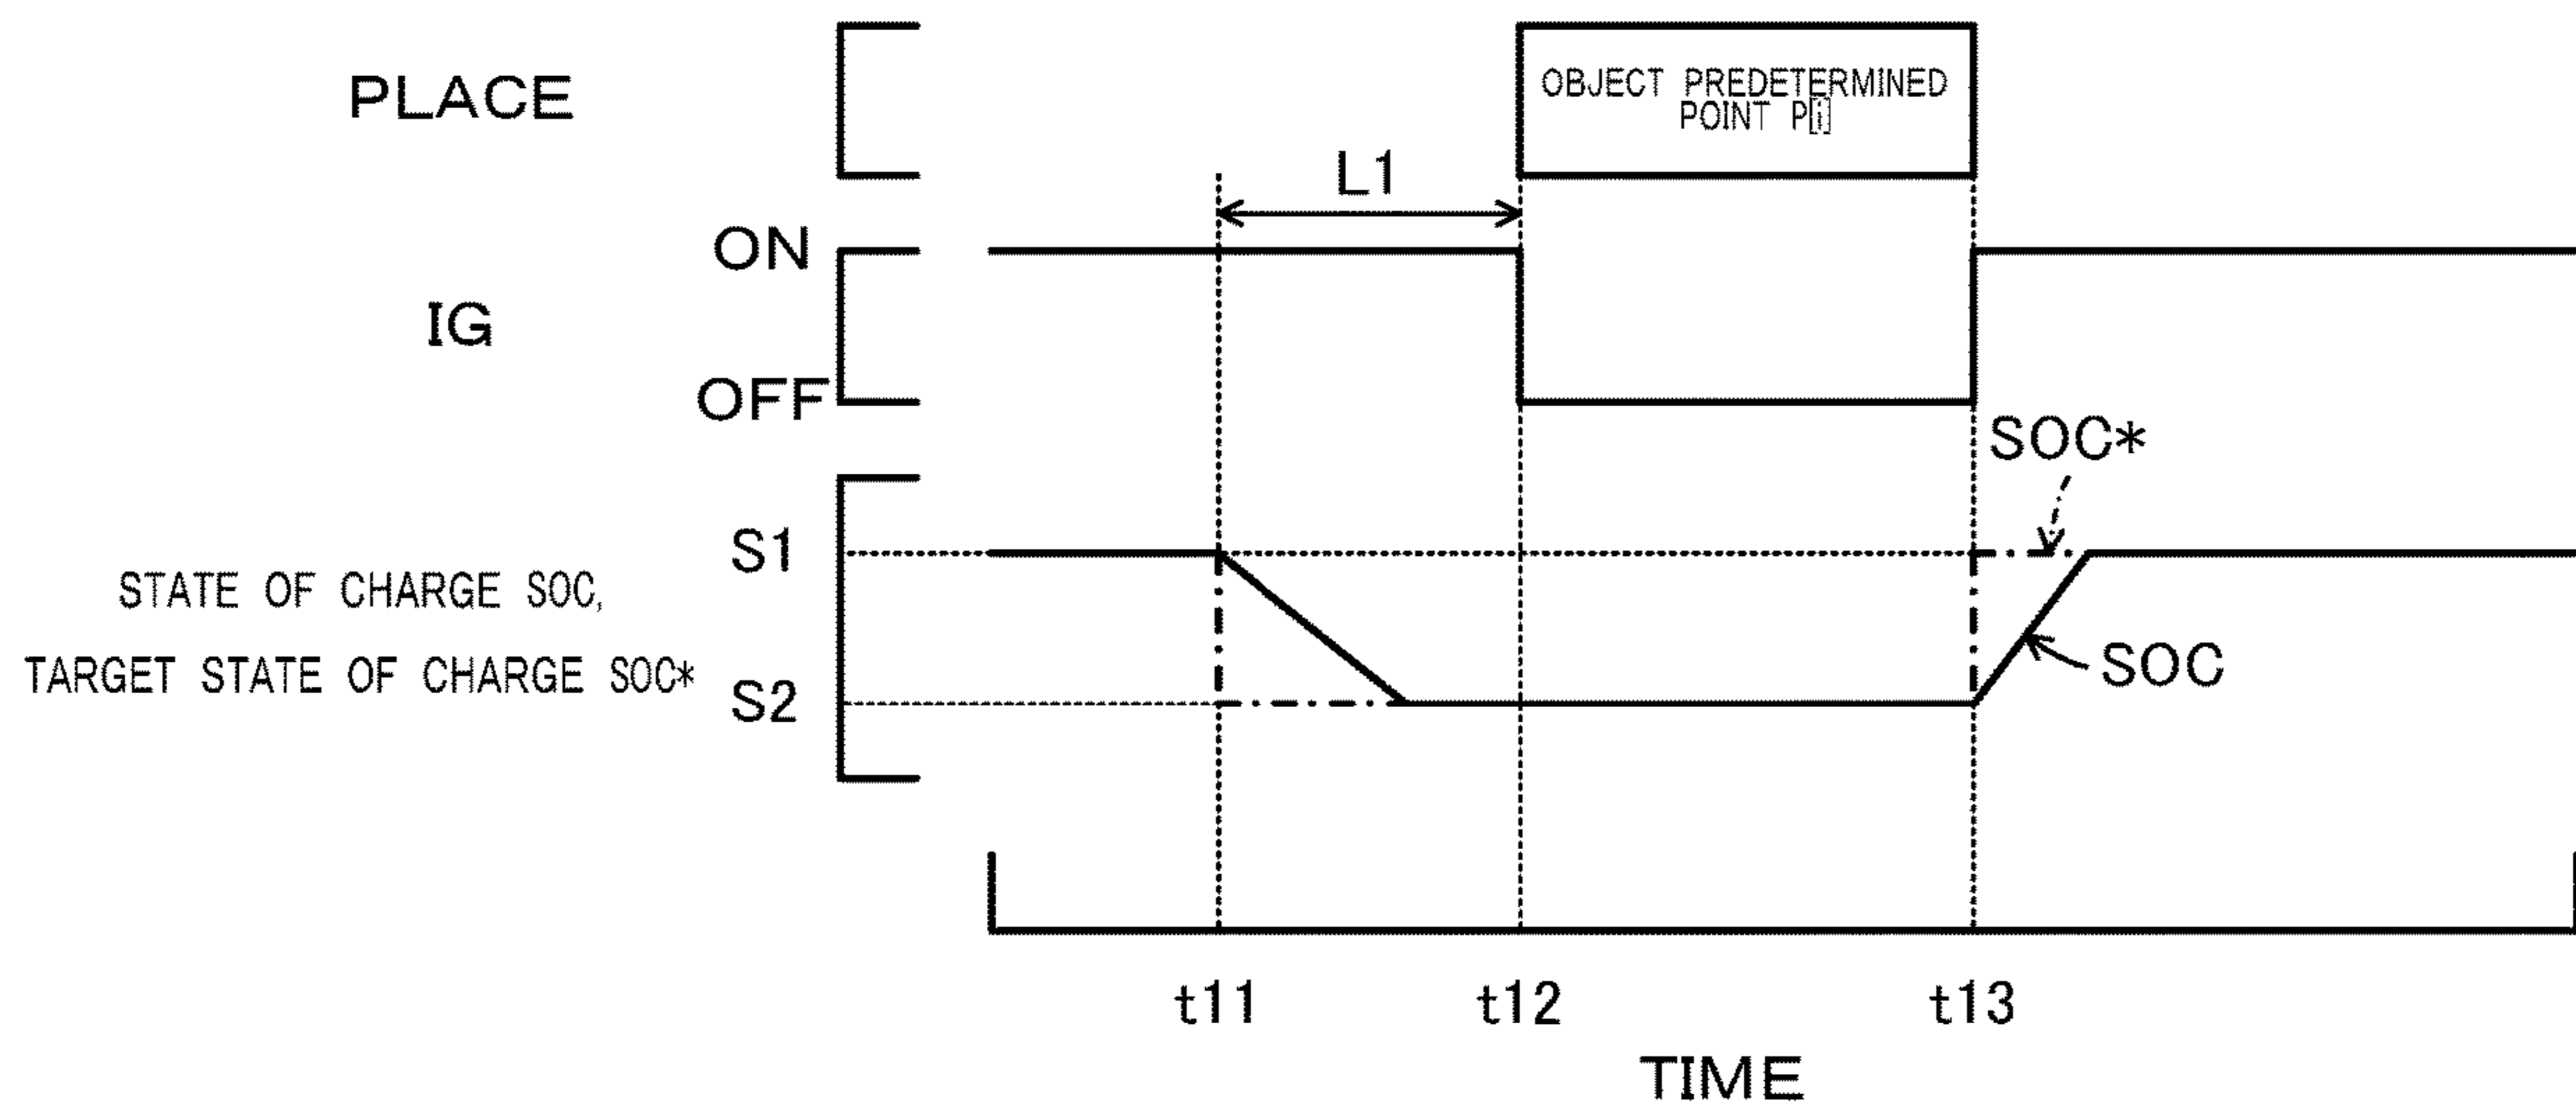 PLACE
OBJECT PREDETERMINED
POINT P[i]
L1
ON
IG
OFF
SOC*
S1
STATE OF CHARGE SOC,
TARGET STATE OF CHARGE SOC*
SOC
S2
t11 t12 t13
TIME